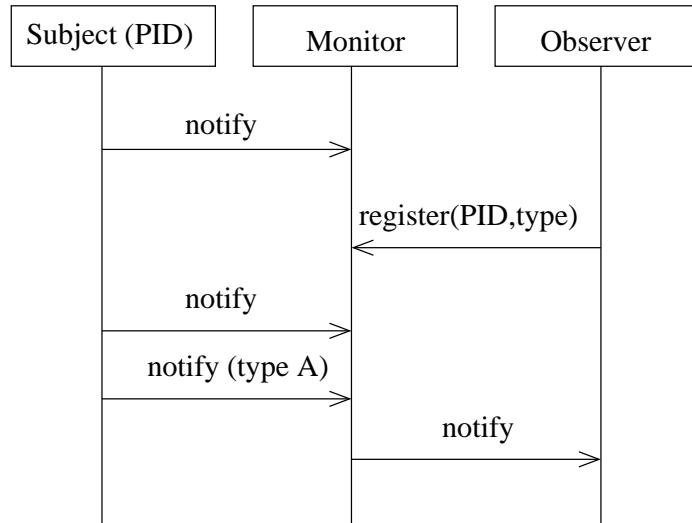 Subject (PID)
Monitor
Observer
notify
register(PID,type)
notify
notify (type A)
notify